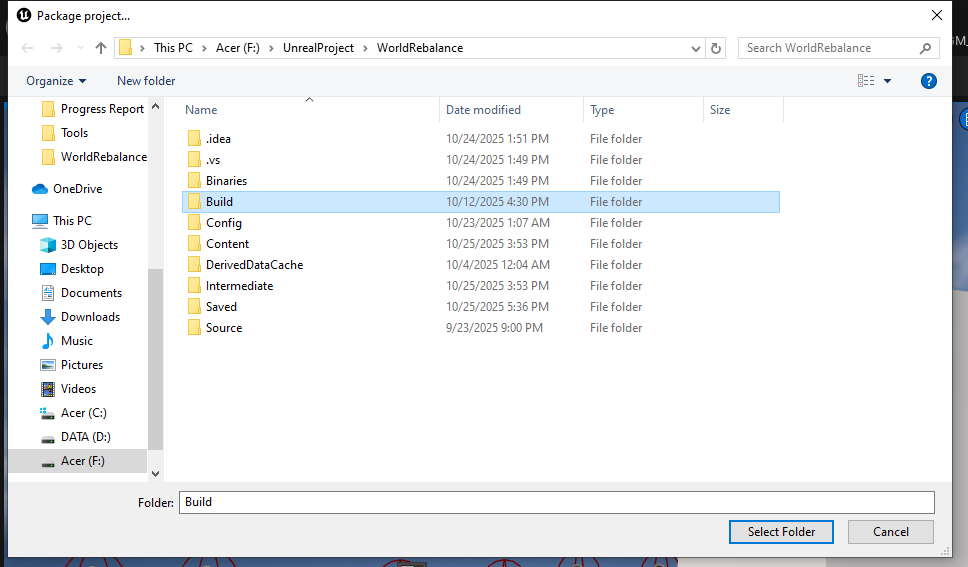 Package project...
This PC > Acer (F:) > UnrealProject > WorldRebalance
Search WorldRebalance
Organize
New folder
?
Name Date modified Type Size
Progress Report
Tools
WorldRebalance
OneDrive
This PC
3D Objects
Desktop
Documents
Downloads
Music
Pictures
Videos
Acer (C:)
DATA (D:)
Acer (F:)
.idea 10/24/2025 1:51 PM File folder
.vs 10/24/2025 1:49 PM File folder
Binaries 10/24/2025 1:49 PM File folder
Build 10/12/2025 4:30 PM File folder
Config 10/23/2025 1:07 AM File folder
Content 10/25/2025 3:53 PM File folder
DerivedDataCache 10/4/2025 12:04 AM File folder
Intermediate 10/25/2025 3:53 PM File folder
Saved 10/25/2025 5:36 PM File folder
Source 9/23/2025 9:00 PM File folder
Folder: Build
Select Folder
Cancel